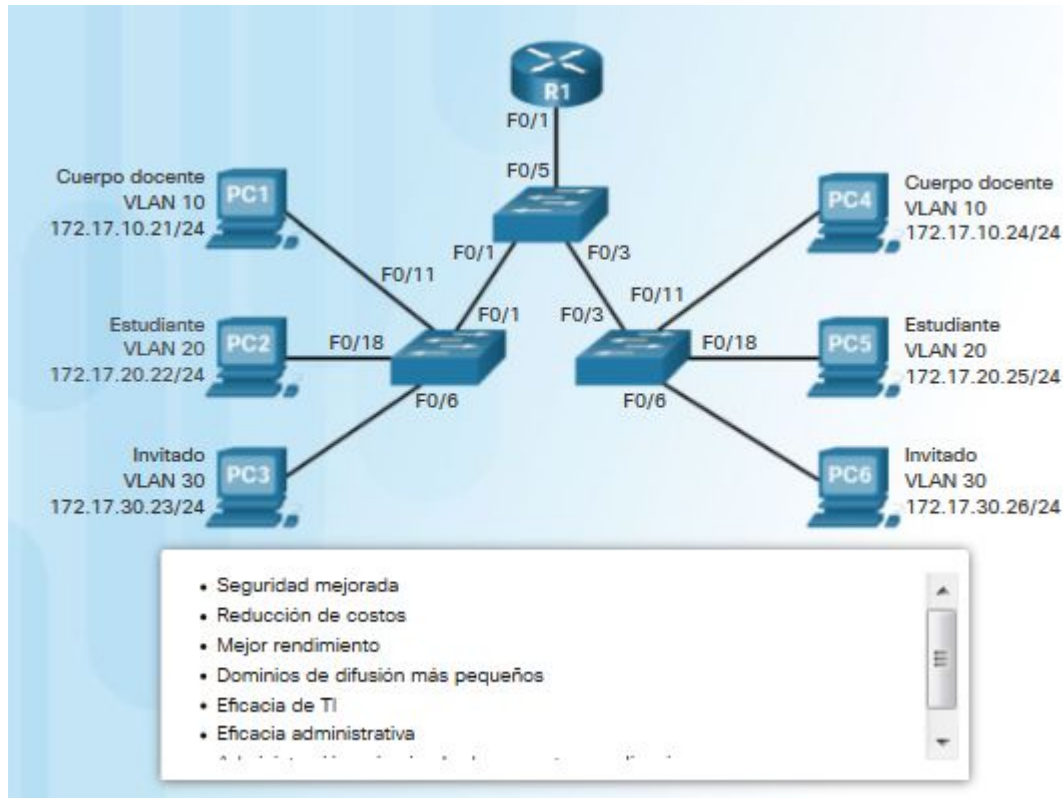 R1
F0/1
F0/5
Cuerpo docente
VLAN 10
172.17.10.21/24
PC1
PC4
Cuerpo docente
VLAN 10
172.17.10.24/24
F0/1
F0/3
F0/11
F0/11
F0/1
F0/3
Estudiante
VLAN 20
172.17.20.22/24
PC2
F0/18
F0/18
PC5
Estudiante
VLAN 20
172.17.20.25/24
F0/6
F0/6
Invitado
VLAN 30
172.17.30.23/24
PC3
PC6
Invitado
VLAN 30
172.17.30.26/24
• Seguridad mejorada
• Reducción de costos
• Mejor rendimiento
• Dominios de difusión más pequeños
• Eficacia de TI
• Eficacia administrativa